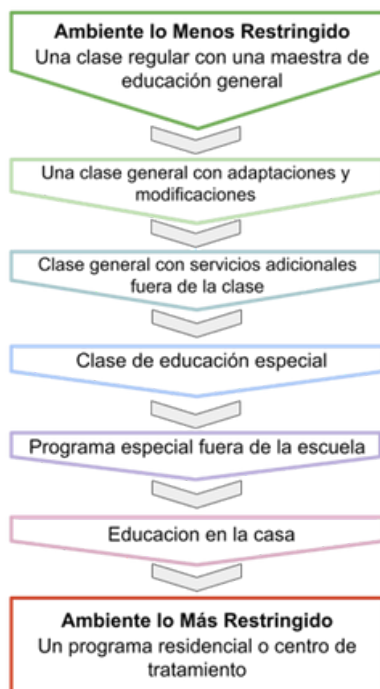 Ambiente lo Menos Restringido
Una clase regular con una maestra de
educación general
Una clase general con adaptaciones y
modificaciones
Clase general con servicios adicionales
fuera de la clase
Clase de educación especial
Programa especial fuera de la escuela
Educacion en la casa
Ambiente lo Más Restringido
Un programa residencial o centro de
tratamiento